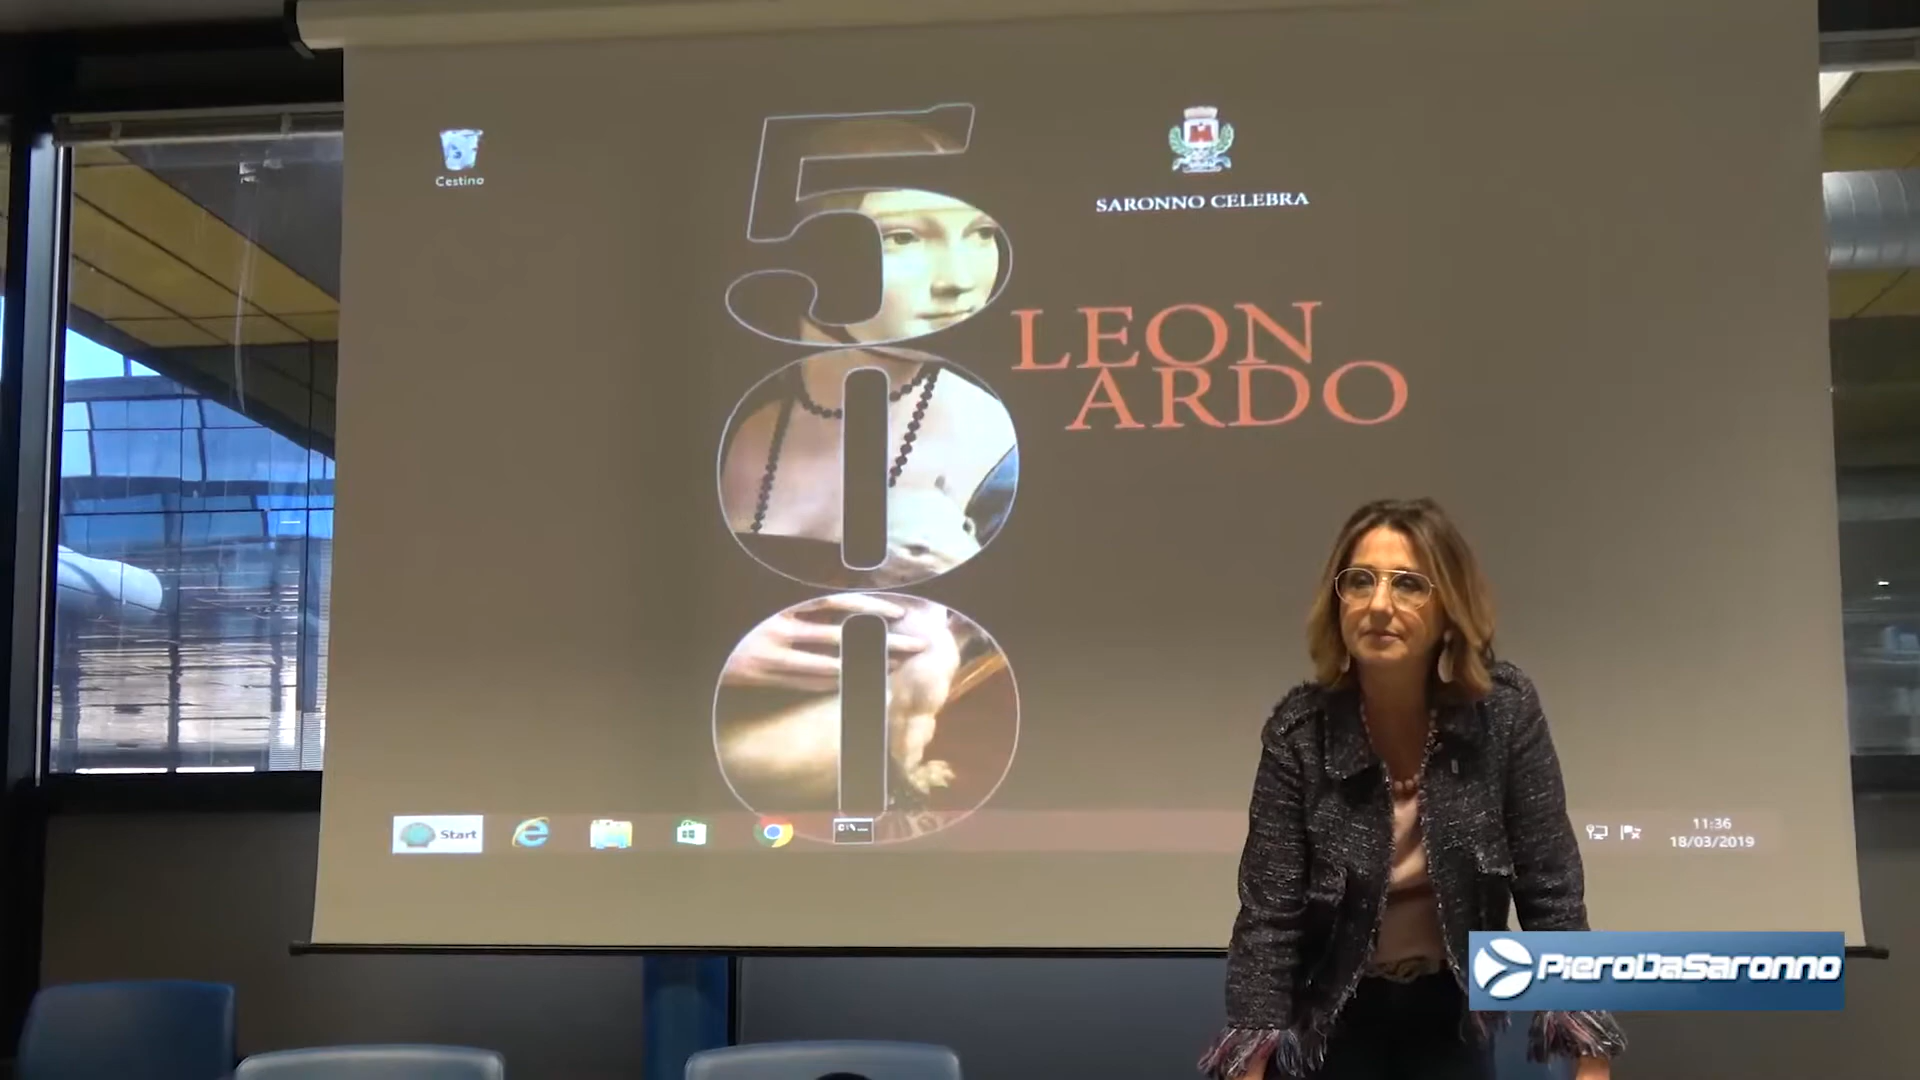 Cestino
500
SARONNO CELEBRA
LEON
ARDO
Start
C:\...
11:36
18/03/2019
PieroDaSaronno